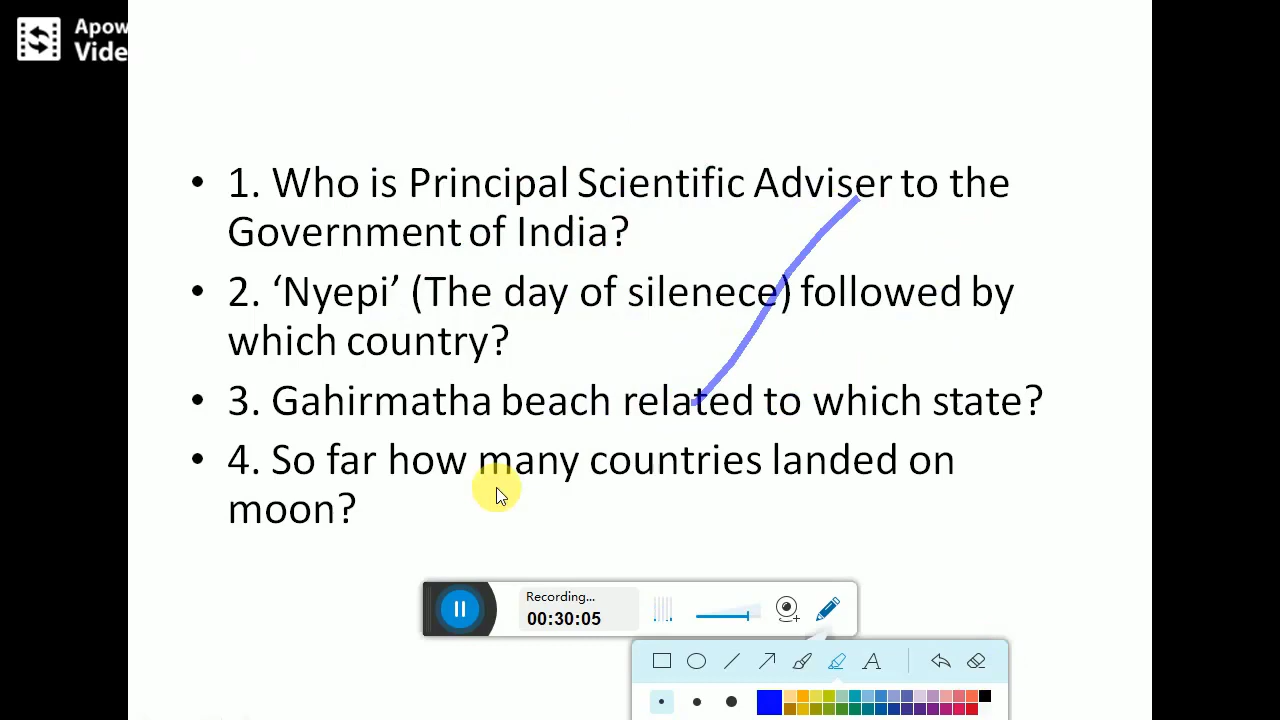 Apow
Vide
• 1. Who is Principal Scientific Adviser to the
Government of India?
• 2. ‘Nyepi’ (The day of silenece) followed by
which country?
• 3. Gahirmatha beach related to which state?
• 4. So far how many countries landed on
moon?
Recording...
00:30:05
A